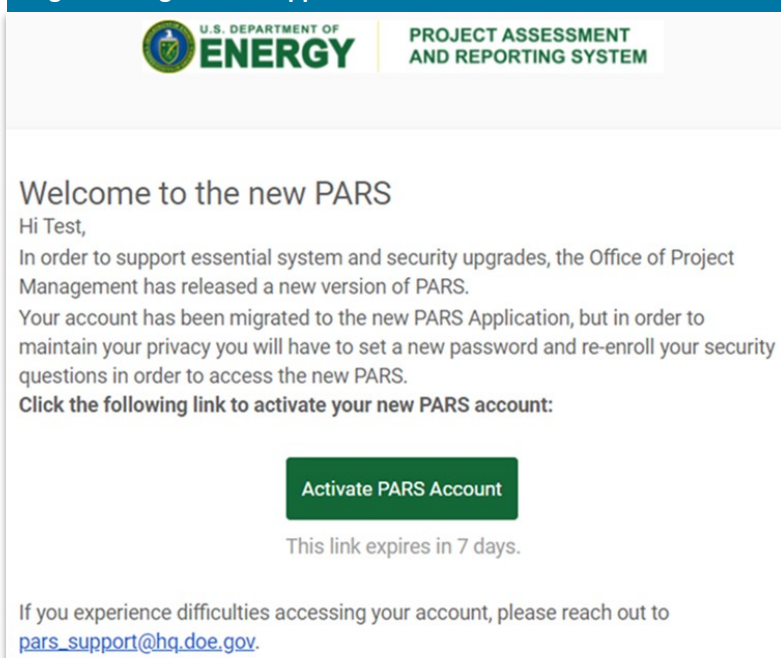 U.S. DEPARTMENT OF
ENERGY
PROJECT ASSESSMENT
AND REPORTING SYSTEM
Welcome to the new PARS
Hi Test,
In order to support essential system and security upgrades, the Office of Project
Management has released a new version of PARS.
Your account has been migrated to the new PARS Application, but in order to
maintain your privacy you will have to set a new password and re-enroll your security
questions in order to access the new PARS.
Click the following link to activate your new PARS account:
Activate PARS Account
This link expires in 7 days.
If you experience difficulties accessing your account, please reach out to
pars_support@hq.doe.gov.